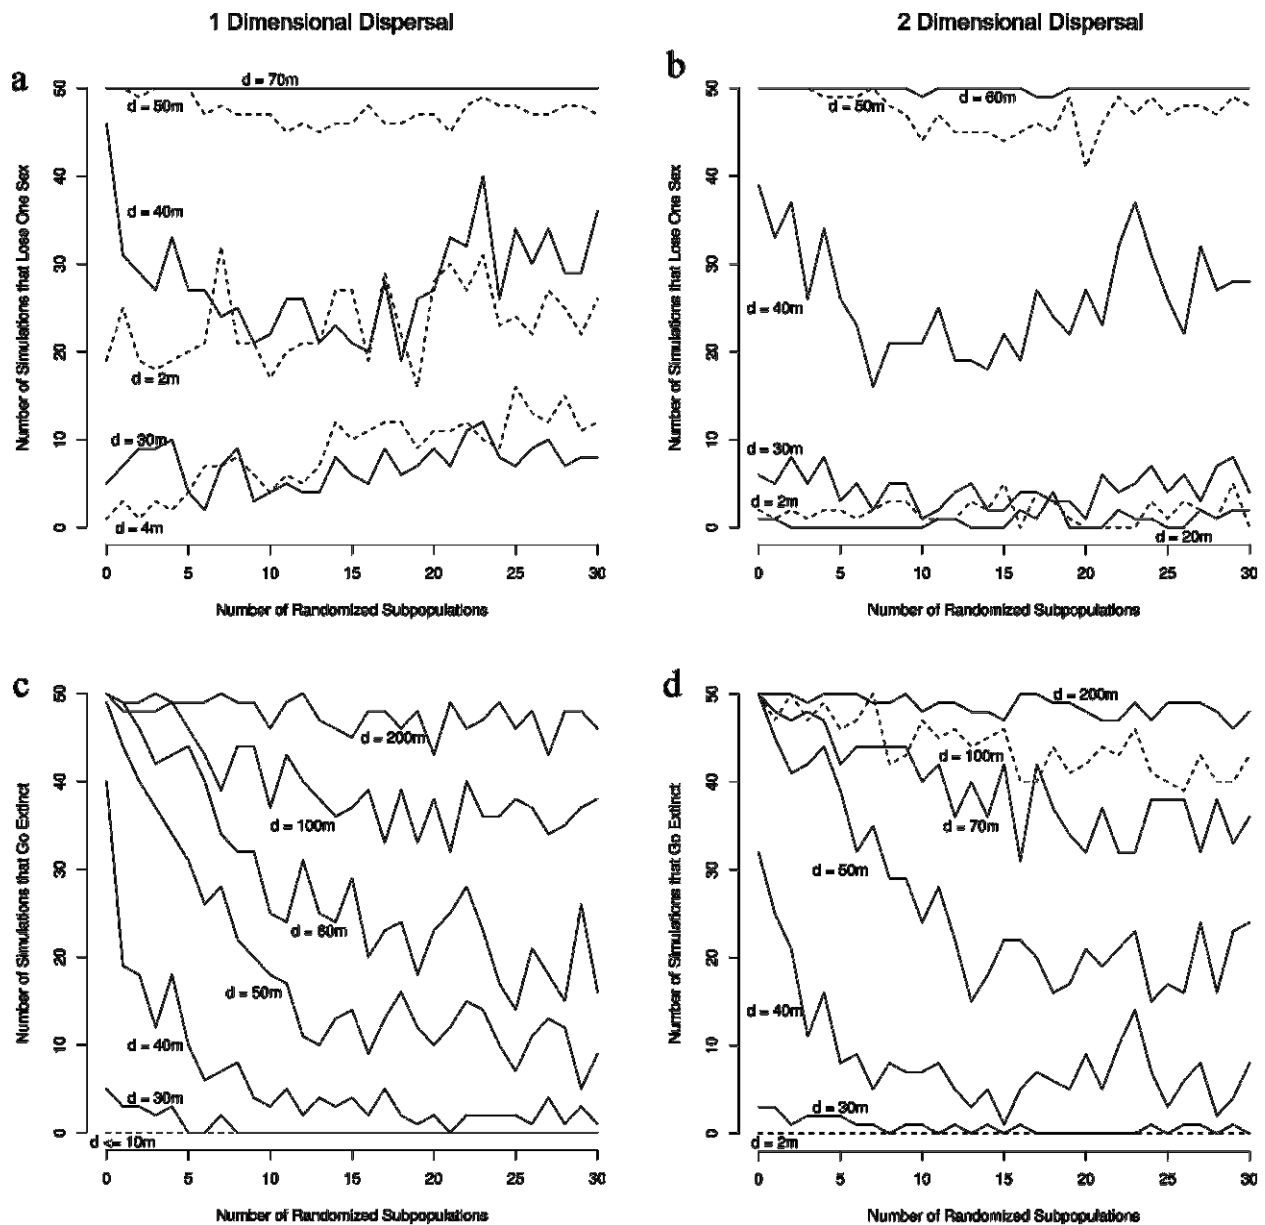 1 Dimensional Dispersal
2 Dimensional Dispersal
a
Number of Simulations that Lose One Sex
50
40
30
20
10
0
d = 70m
d = 50m
d = 40m
d = 2m
d = 30m
d = 4m
0 5 10 15 20 25 30
Number of Randomized Subpopulations
b
Number of Simulations that Lose One Sex
50
40
30
20
10
0
d = 60m
d = 50m
d = 40m
d = 30m
d = 2m
d = 20m
0 5 10 15 20 25 30
Number of Randomized Subpopulations
c
Number of Simulations that Go Extinct
50
40
30
20
10
0
d = 200m
d = 100m
d = 60m
d = 50m
d = 40m
d = 30m
d <= 10m
0 5 10 15 20 25 30
Number of Randomized Subpopulations
d
Number of Simulations that Go Extinct
50
40
30
20
10
0
d = 200m
d = 100m
d = 70m
d = 50m
d = 40m
d = 30m
d = 2m
0 5 10 15 20 25 30
Number of Randomized Subpopulations